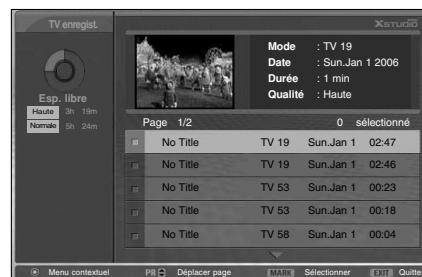 TV enregist.
XSTUDIO
Mode : TV 19
Date : Sun.Jan 1 2006
Durée : 1 min
Qualité : Haute
Esp. libre
Haute 3h 19m
Normale 5h 24m
Page 1/2 0 sélectionné
No Title TV 19 Sun.Jan 1 02:47
No Title TV 19 Sun.Jan 1 02:46
No Title TV 53 Sun.Jan 1 00:23
No Title TV 53 Sun.Jan 1 00:18
No Title TV 58 Sun.Jan 1 00:04
Menu contextuel PR Déplacer page MARK Sélectionner EXIT Quitte